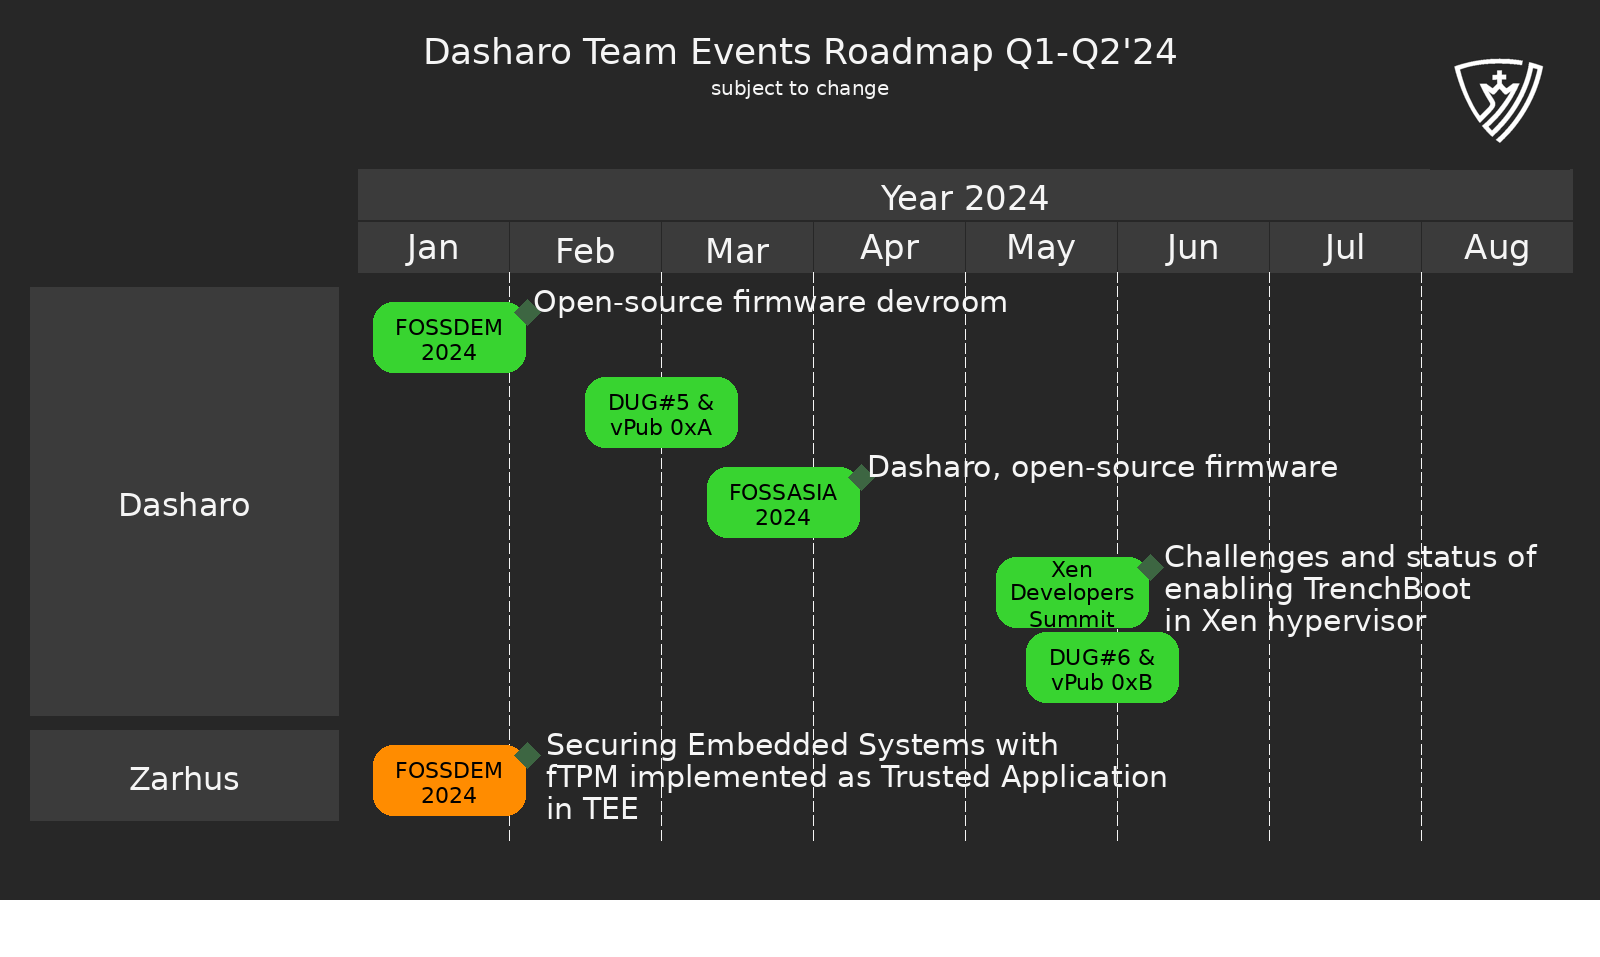 Dasharo Team Events Roadmap Q1-Q2'24
subject to change
Year 2024
Jan Feb Mar Apr May Jun Jul Aug
Dasharo
FOSSDEM
2024
Open-source firmware devroom
DUG#5 &
vPub 0xA
FOSSASIA
2024
Dasharo, open-source firmware
Xen
Developers
Summit
Challenges and status of
enabling TrenchBoot
in Xen hypervisor
DUG#6 &
vPub 0xB
Zarhus
FOSSDEM
2024
Securing Embedded Systems with
fTPM implemented as Trusted Application
in TEE